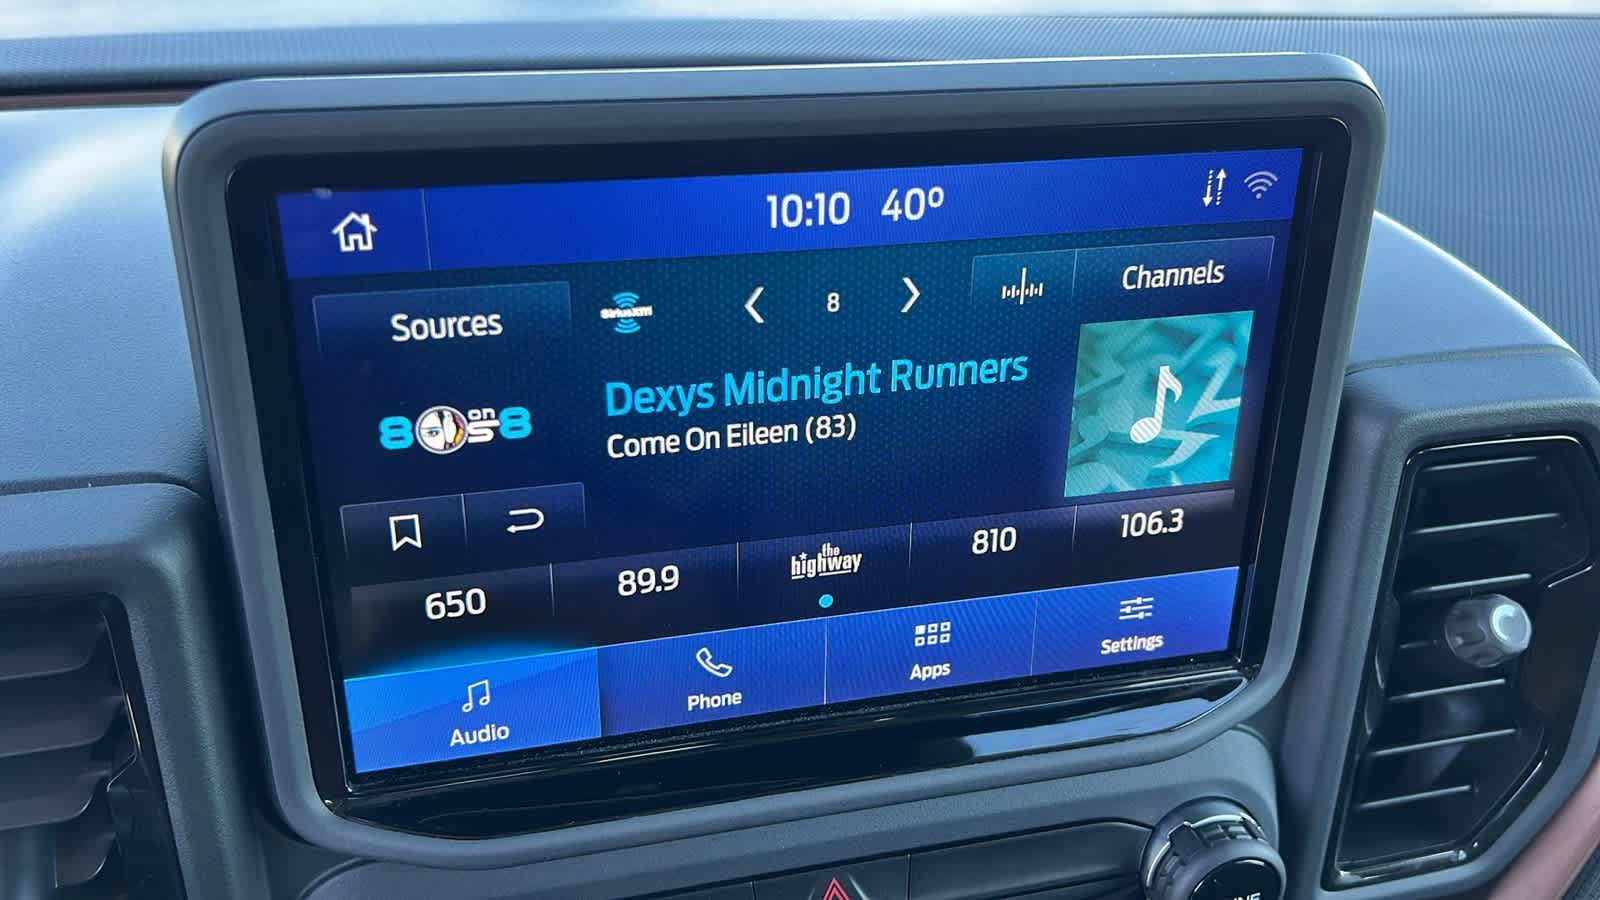 10:10 40°
Sources
SiriusXM
8
Channels
80s on 8
Dexys Midnight Runners
Come On Eileen (83)
650
89.9
the highway
810
106.3
Audio
Phone
Apps
Settings